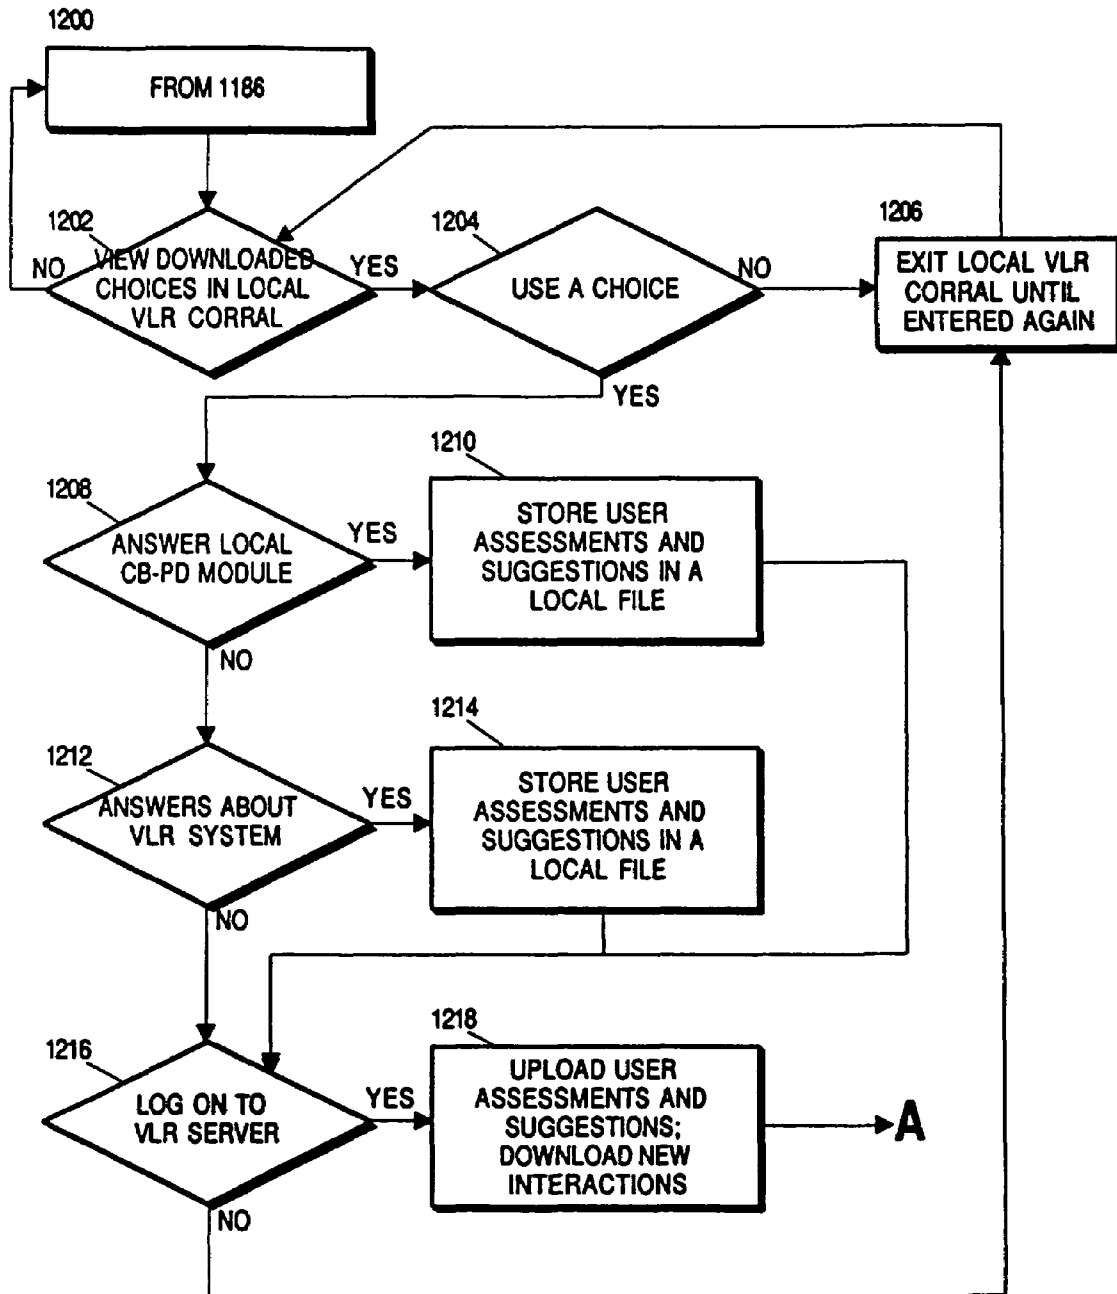 1200
FROM 1186
1202
VIEW DOWNLOADED
CHOICES IN LOCAL
VLR CORRAL
NO
YES
1204
USE A CHOICE
NO
YES
1206
EXIT LOCAL VLR
CORRAL UNTIL
ENTERED AGAIN
1208
ANSWER LOCAL
CB-PD MODULE
YES
NO
1210
STORE USER
ASSESSMENTS AND
SUGGESTIONS IN A
LOCAL FILE
1212
ANSWERS ABOUT
VLR SYSTEM
YES
NO
1214
STORE USER
ASSESSMENTS AND
SUGGESTIONS IN A
LOCAL FILE
1216
LOG ON TO
VLR SERVER
YES
NO
1218
UPLOAD USER
ASSESSMENTS AND
SUGGESTIONS;
DOWNLOAD NEW
INTERACTIONS
A